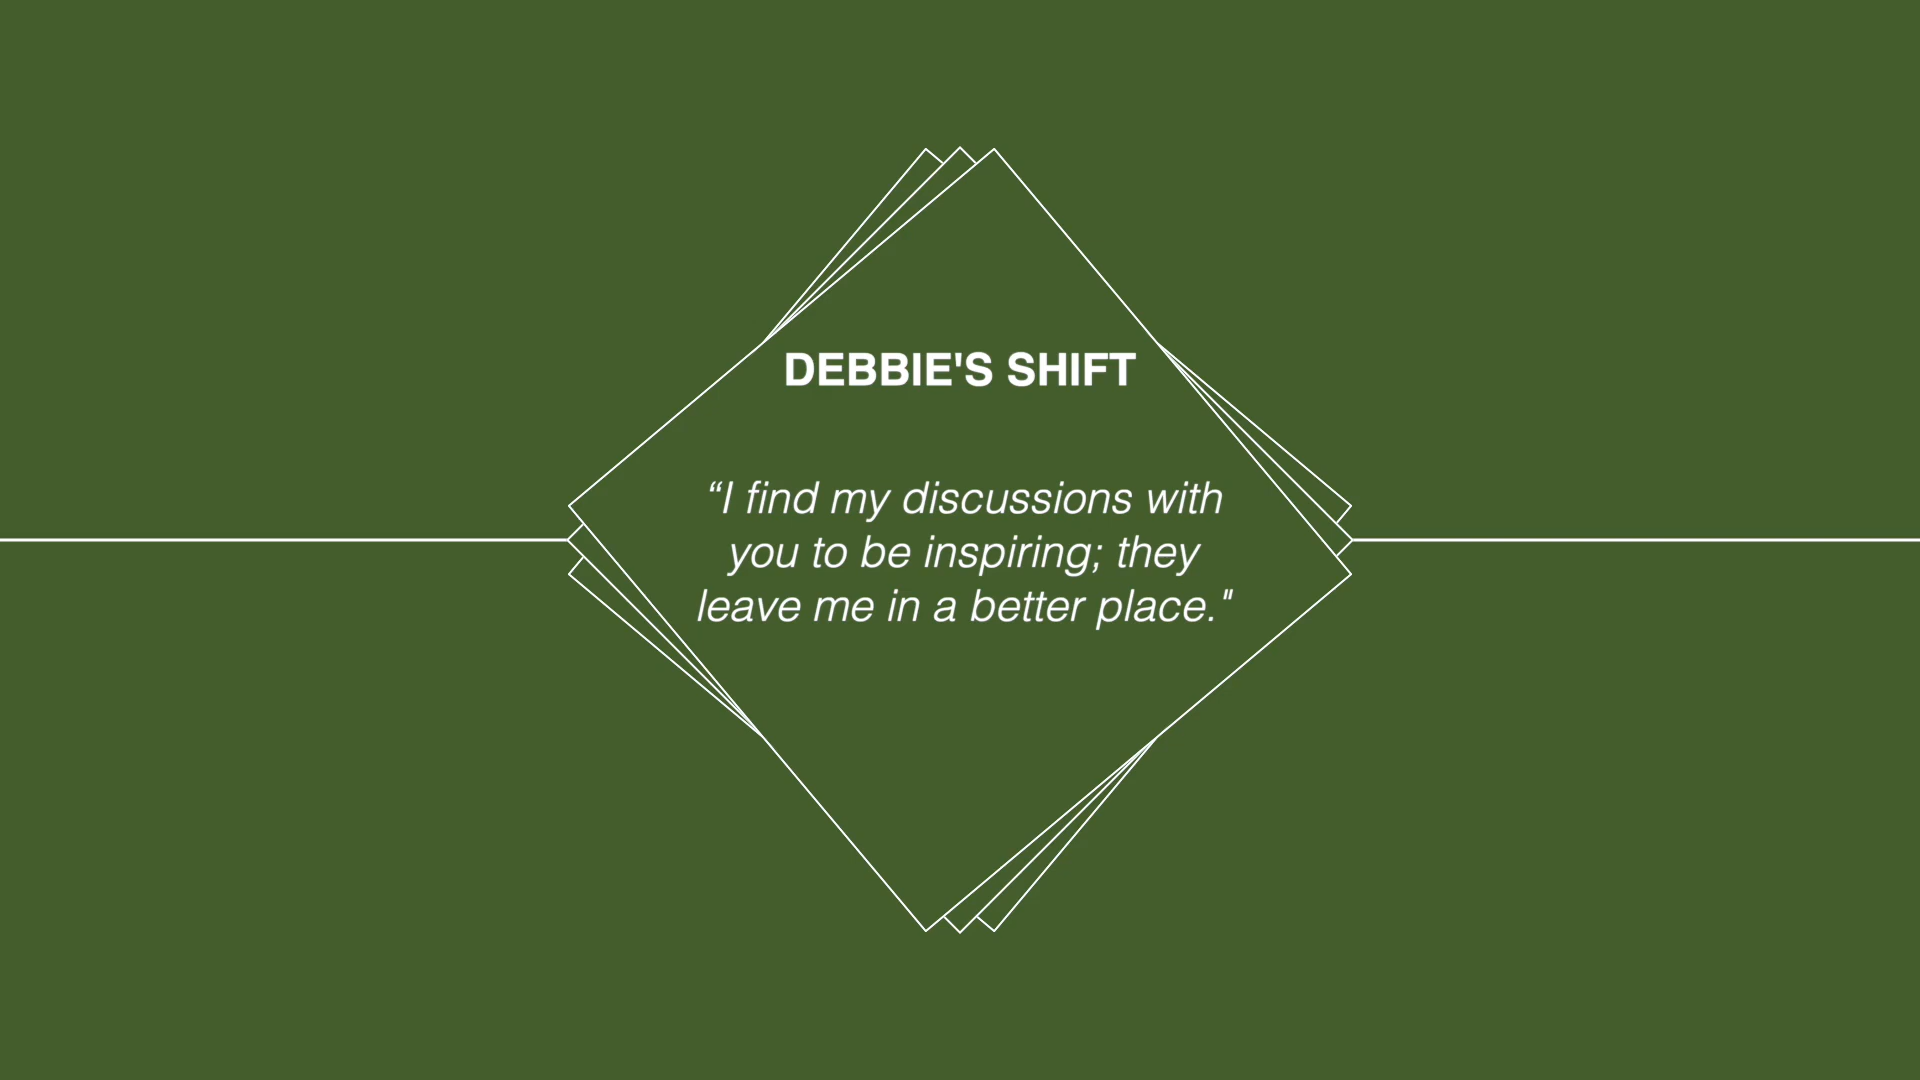 DEBBIE'S SHIFT
“I find my discussions with
you to be inspiring; they
leave me in a better place."